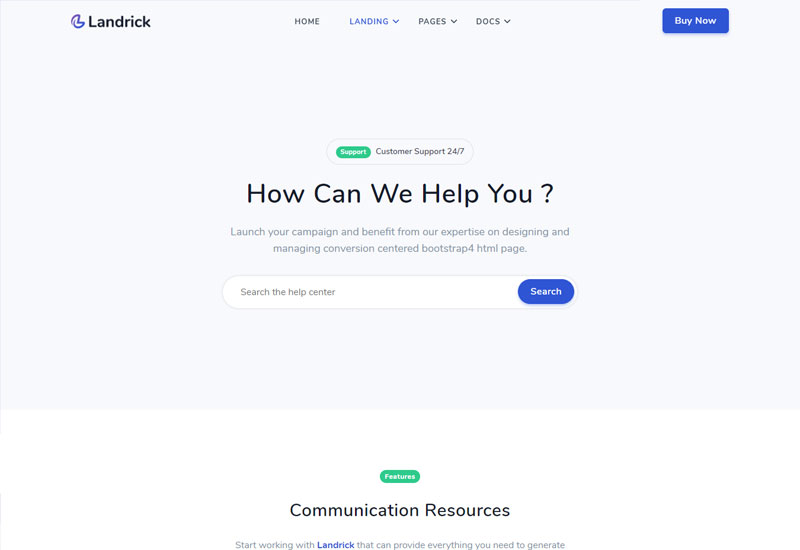 Landrick
HOME LANDING PAGES DOCS
Buy Now
Support Customer Support 24/7
How Can We Help You ?
Launch your campaign and benefit from our expertise on designing and
managing conversion centered bootstrap4 html page.
Search the help center
Search
Features
Communication Resources
Start working with Landrick that can provide everything you need to generate